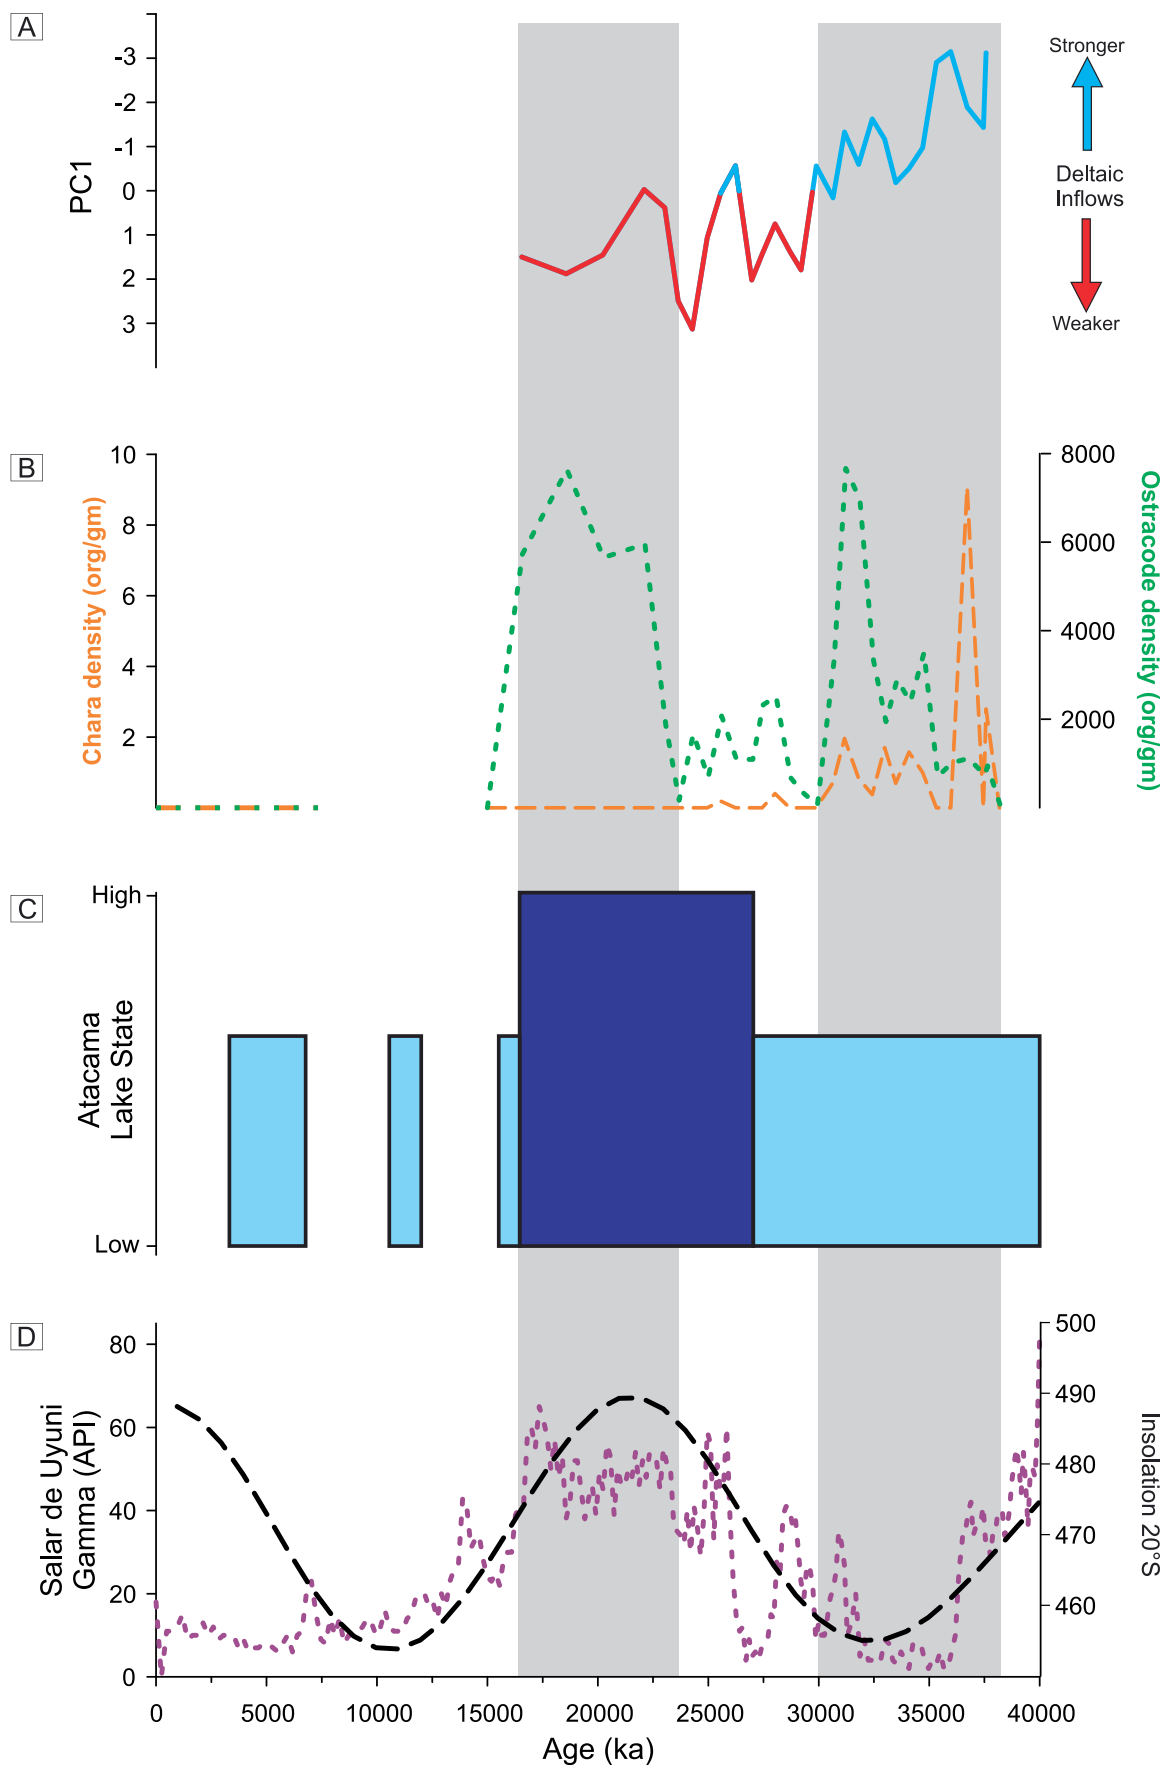 A
-3
-2
-1
0
1
2
3
PC1
Stronger
Deltaic
Inflows
Weaker
B
10
8
6
4
2
Chara density (org/gm)
8000
6000
4000
2000
Ostracode density (org/gm)
C
High
Low
Atacama
Lake State
D
80
60
40
20
0
Salar de Uyuni
Gamma (API)
500
490
480
470
460
Insolation 20°S
0 5000 10000 15000 20000 25000 30000 35000 40000
Age (ka)